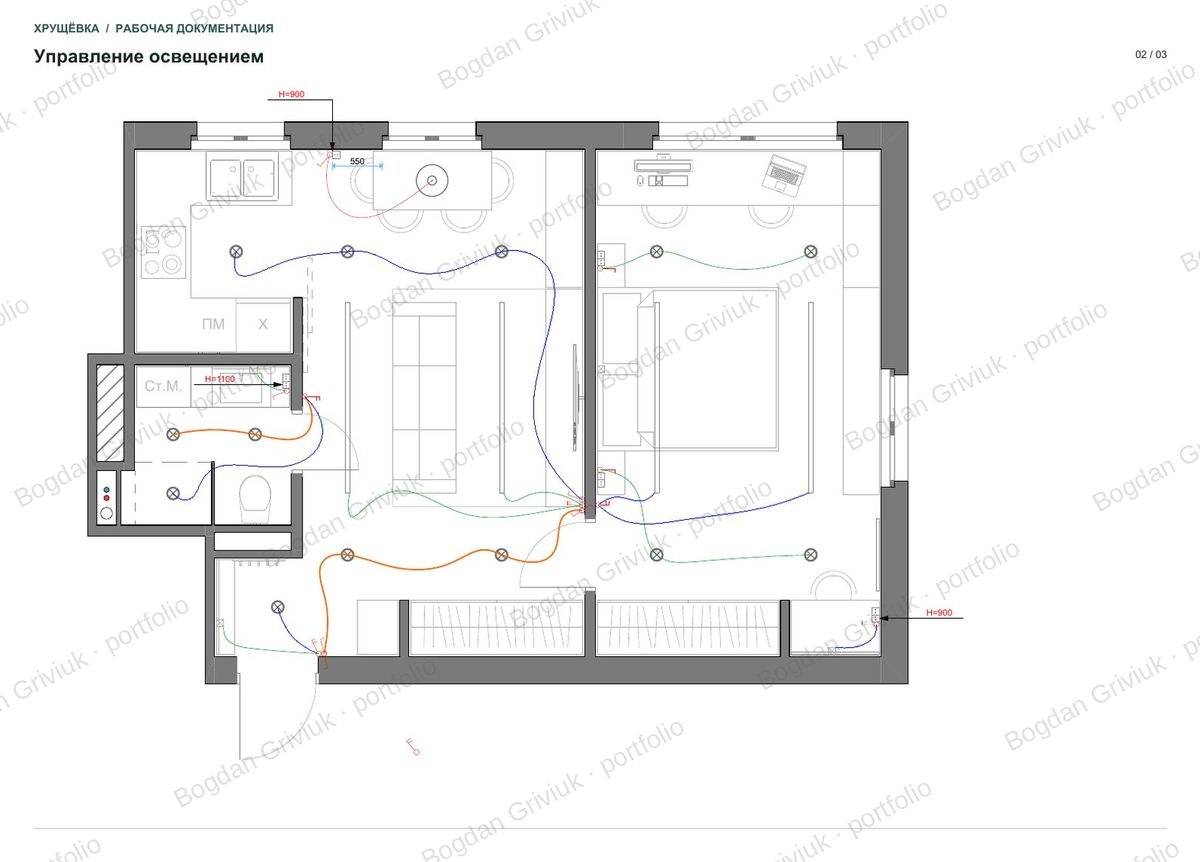 ХРУЩЁВКА / РАБОЧАЯ ДОКУМЕНТАЦИЯ
Управление освещением
02 / 03
H=900
550
ПМ
Х
Ст.М.
H=1100
H=900
Bogdan Griviuk · portfolio